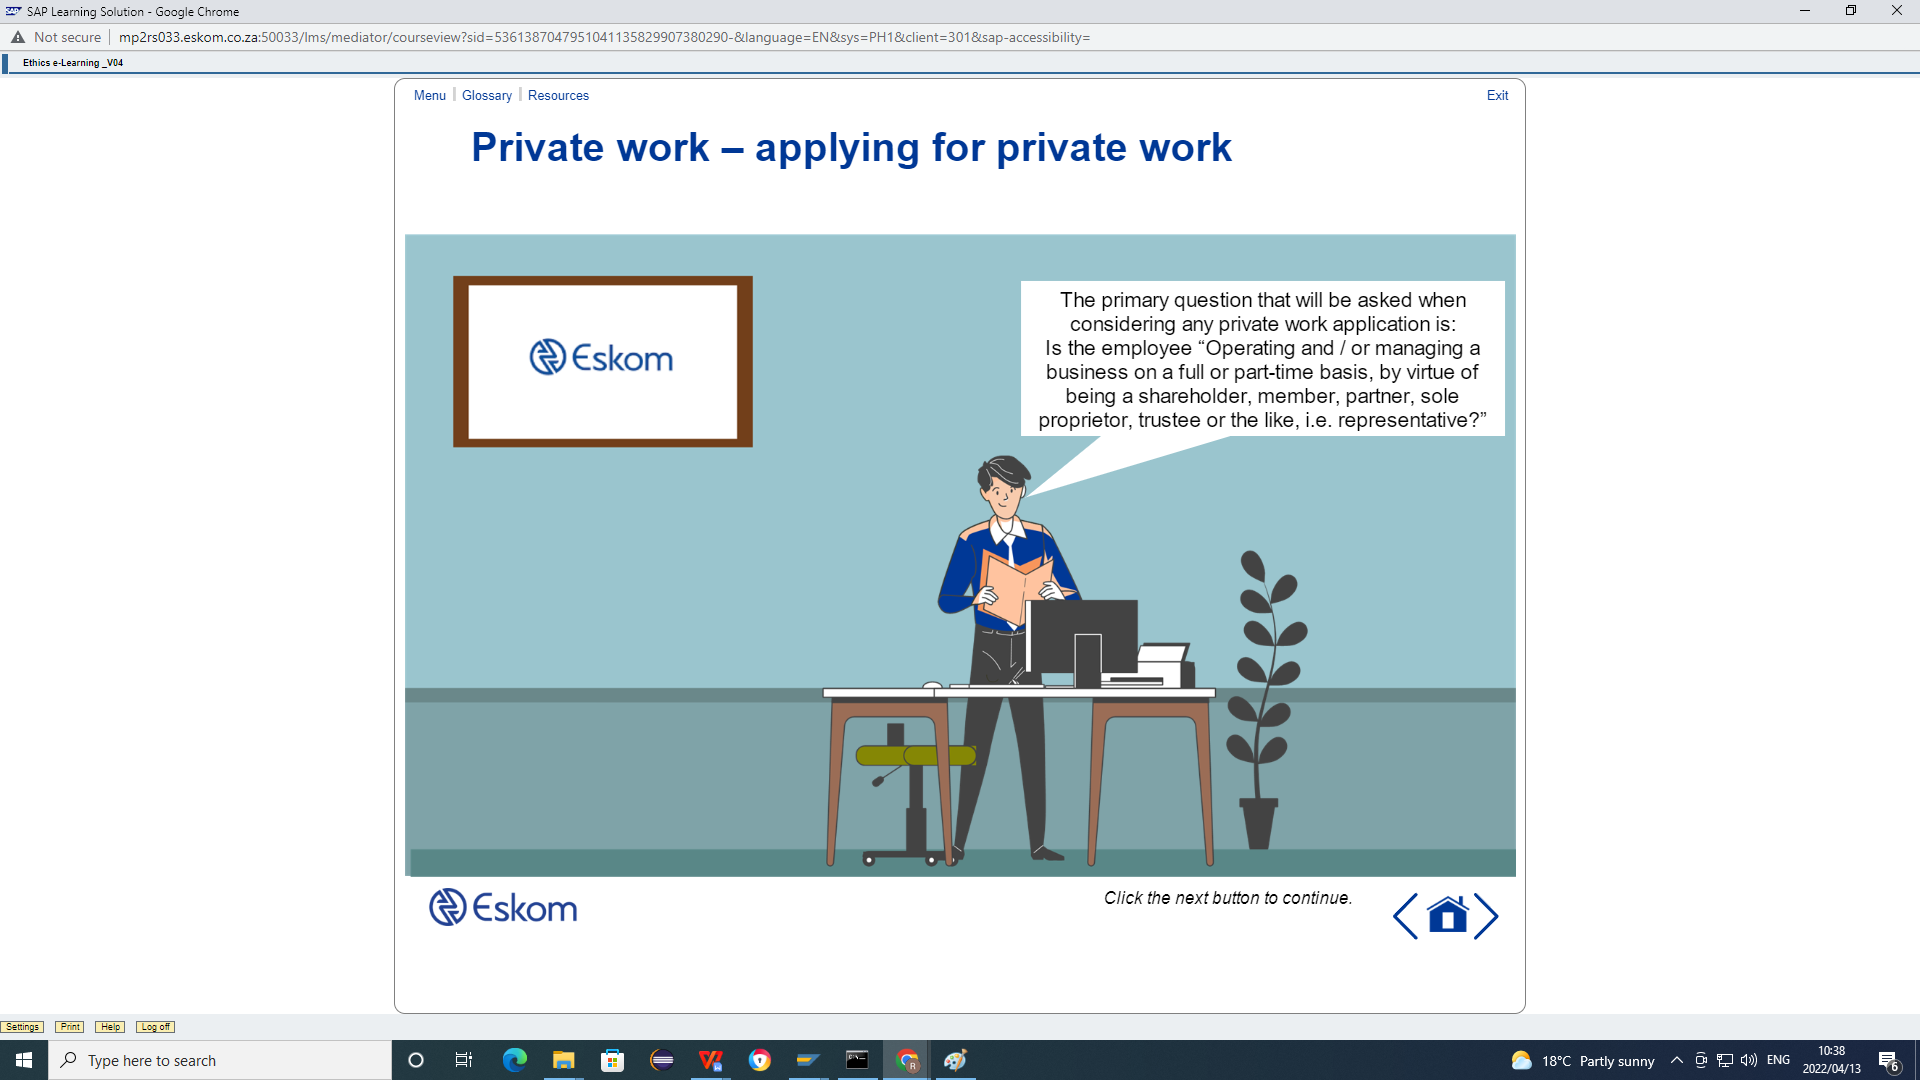 SAP Learning Solution - Google Chrome
Not secure
mp2rs033.eskom.co.za:50033/lms/mediator/courseview?sid=53613870479510411358299073802​90-&language=EN&sys=PH1&client=301&sap-accessibility=
Ethics e-Learning _V04
Menu Glossary Resources Exit
Private work – applying for private work
Eskom
The primary question that will be asked when
considering any private work application is:
Is the employee “Operating and / or managing a
business on a full or part-time basis, by virtue of
being a shareholder, member, partner, sole
proprietor, trustee or the like, i.e. representative?”
Eskom
Click the next button to continue.
Settings Print Help Log off
Type here to search
18°C Partly sunny
ENG
10:38
2022/04/13
6